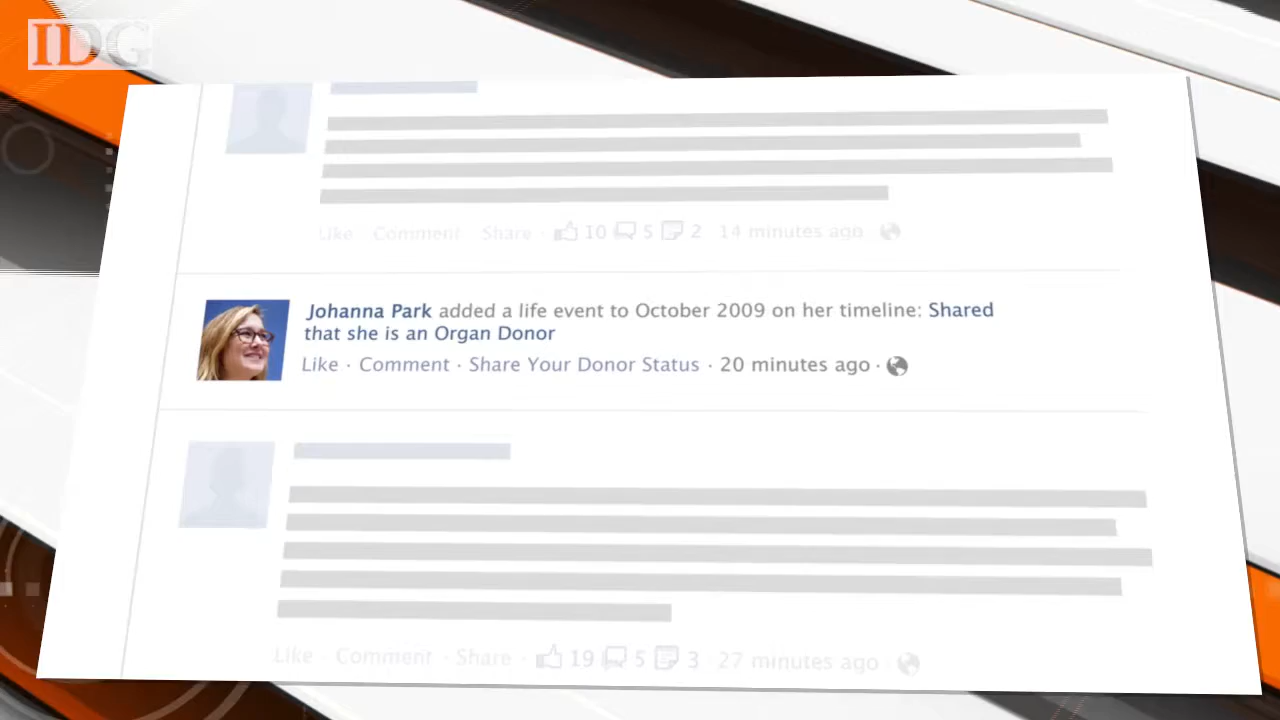 IDG
Like Comment Share · 10 5 2 14 minutes ago
Johanna Park added a life event to October 2009 on her timeline: Shared
that she is an Organ Donor
Like · Comment · Share Your Donor Status · 20 minutes ago ·
Like · Comment · Share · 19 5 3 · 27 minutes ago